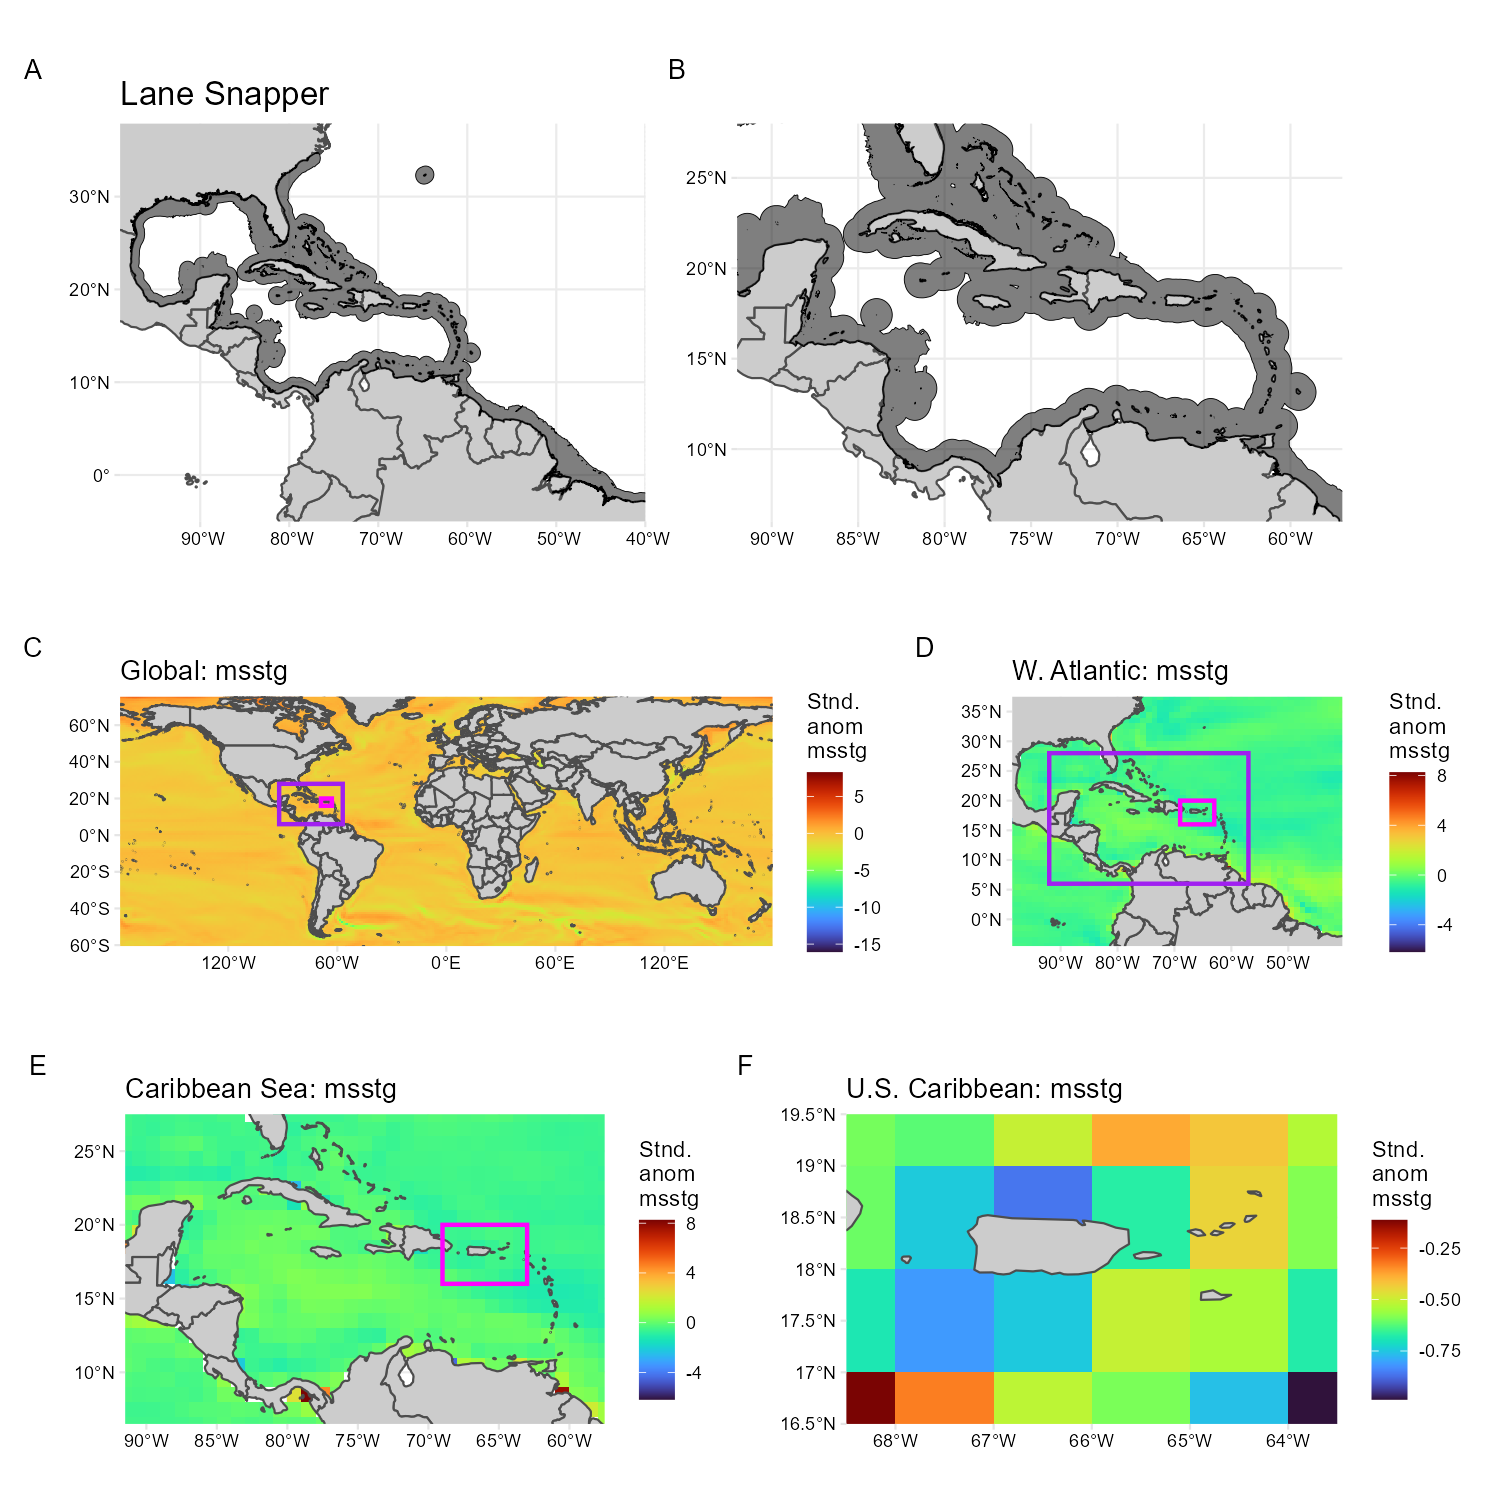 A
Lane Snapper
30°N
20°N
10°N
0°
90°W 80°W 70°W 60°W 50°W 40°W
B
25°N
20°N
15°N
10°N
90°W 85°W 80°W 75°W 70°W 65°W 60°W
C
Global: msstg
60°N
40°N
20°N
0°N
20°S
40°S
60°S
120°W 60°W 0°E 60°E 120°E
Stnd.
anom
msstg
5
0
-5
-10
-15
D
W. Atlantic: msstg
35°N
30°N
25°N
20°N
15°N
10°N
5°N
0°N
90°W 80°W 70°W 60°W 50°W
Stnd.
anom
msstg
8
4
0
-4
E
Caribbean Sea: msstg
25°N
20°N
15°N
10°N
90°W 85°W 80°W 75°W 70°W 65°W 60°W
Stnd.
anom
msstg
8
4
0
-4
F
U.S. Caribbean: msstg
19.5°N
19°N
18.5°N
18°N
17.5°N
17°N
16.5°N
68°W 67°W 66°W 65°W 64°W
Stnd.
anom
msstg
-0.25
-0.50
-0.75